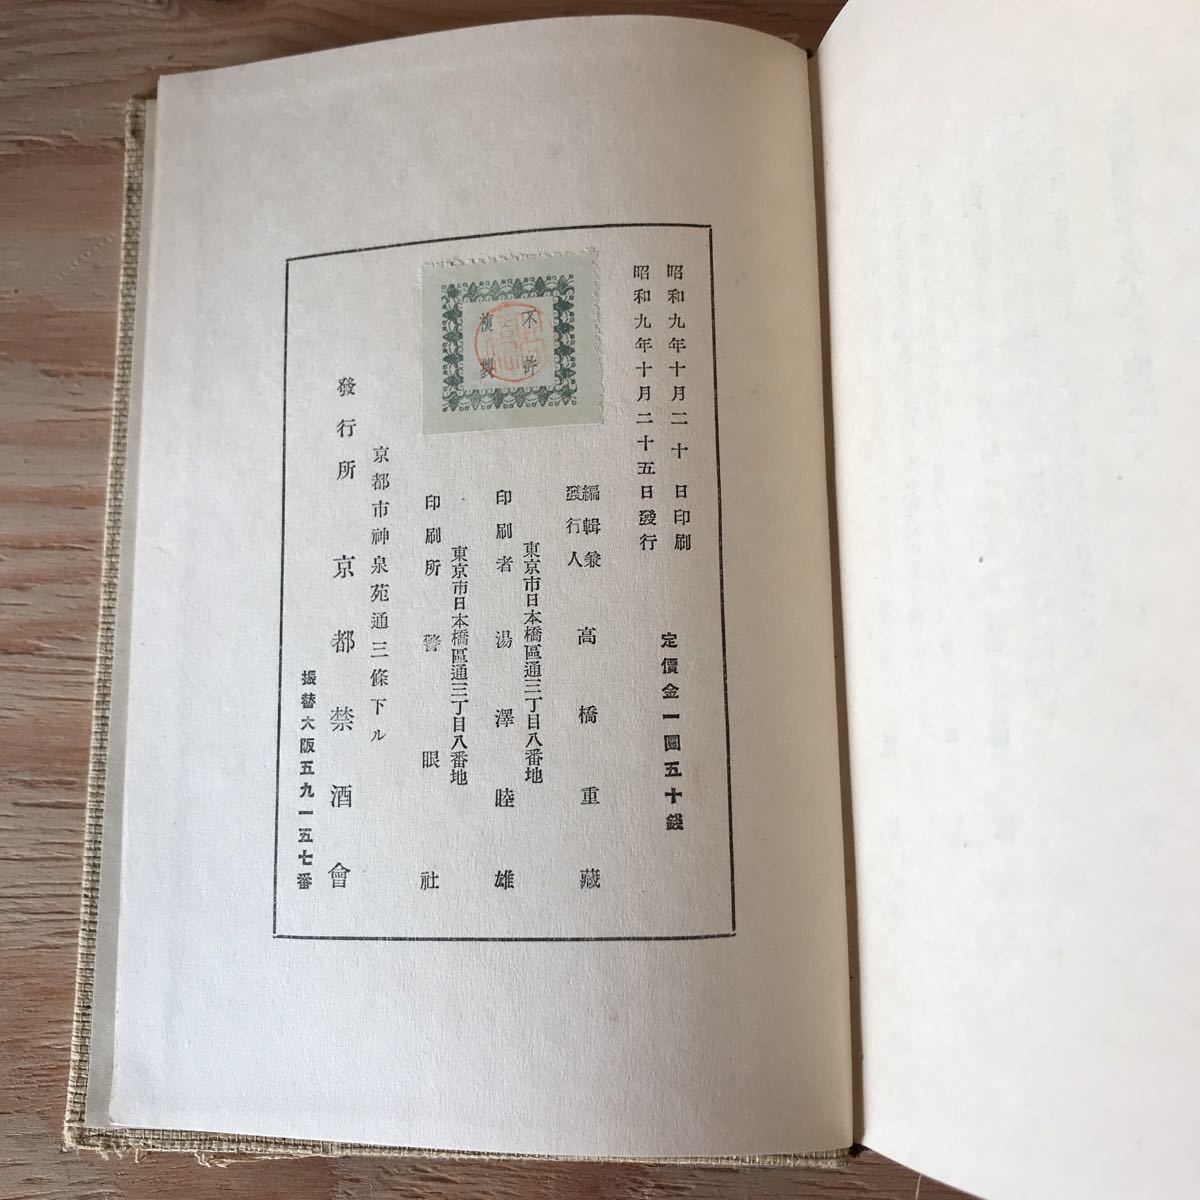 昭和九年十月二十日印刷
昭和九年十月二十五日發行
定價金一圓五十錢
不許
複製
編輯兼
發行人
高橋重藏
東京市日本橋區通三丁目八番地
印刷者 湯澤睦雄
東京市日本橋區通三丁目八番地
印刷所 警眼社
京都市神泉苑通三條下ル
發行所 京都禁酒會
振替大阪五九一五七番